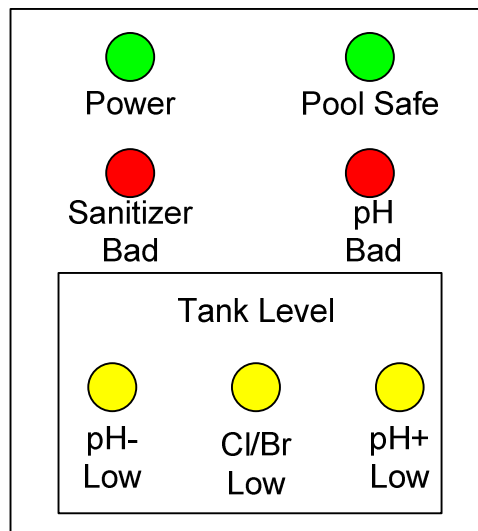 Power
Pool Safe
Sanitizer
Bad
pH
Bad
Tank Level
pH-
Low
Cl/Br
Low
pH+
Low